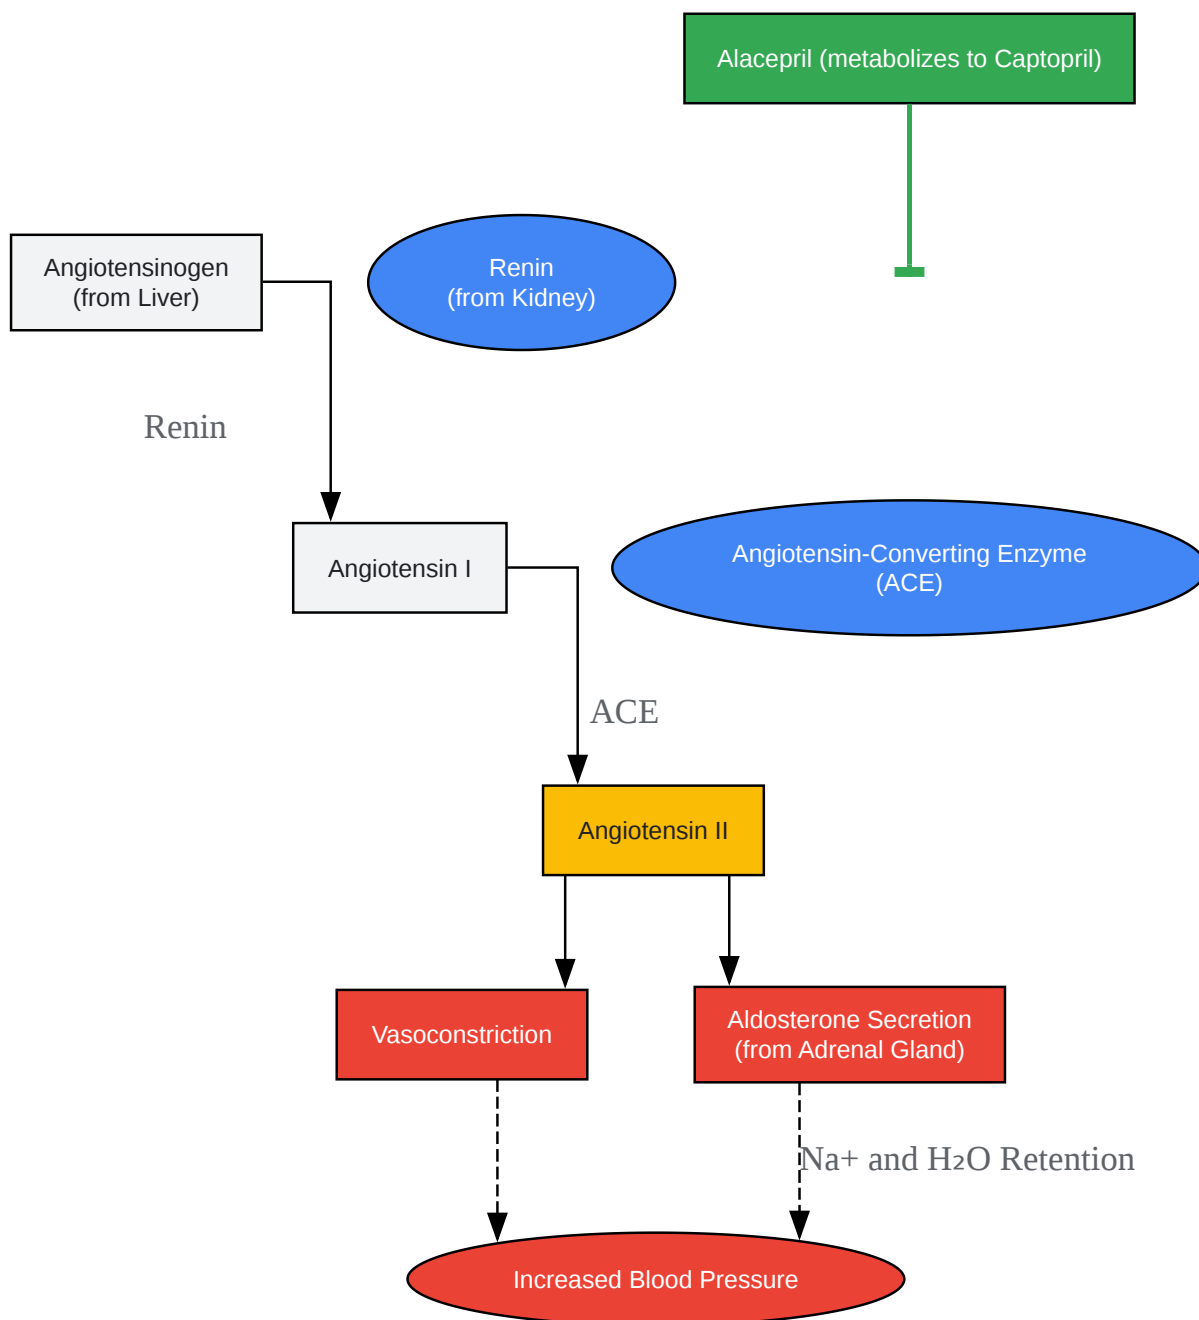 Alacepril (metabolizes to Captopril)
Angiotensinogen
(from Liver)
Renin
(from Kidney)
Renin
Angiotensin I
Angiotensin-Converting Enzyme
(ACE)
ACE
Angiotensin II
Vasoconstriction
Aldosterone Secretion
(from Adrenal Gland)
Na+ and H₂O Retention
Increased Blood Pressure